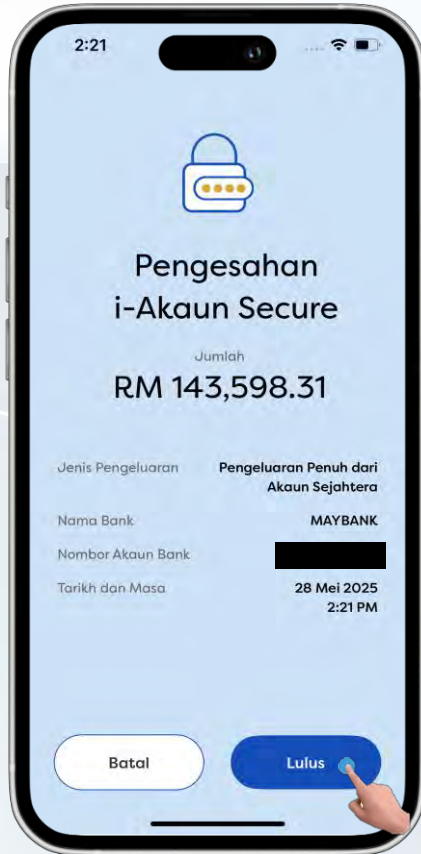 2:21
Pengesahan
i-Akaun Secure
Jumlah
RM 143,598.31
Jenis Pengeluaran Pengeluaran Penuh dari
Akaun Sejahtera
Nama Bank MAYBANK
Nombor Akaun Bank
Tarikh dan Masa 28 Mei 2025
2:21 PM
Batal Lulus